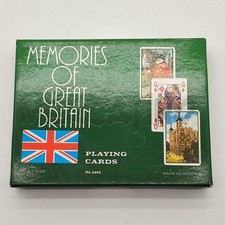 MEMORIES
OF
GREAT
BRITAIN
PLAYING
CARDS